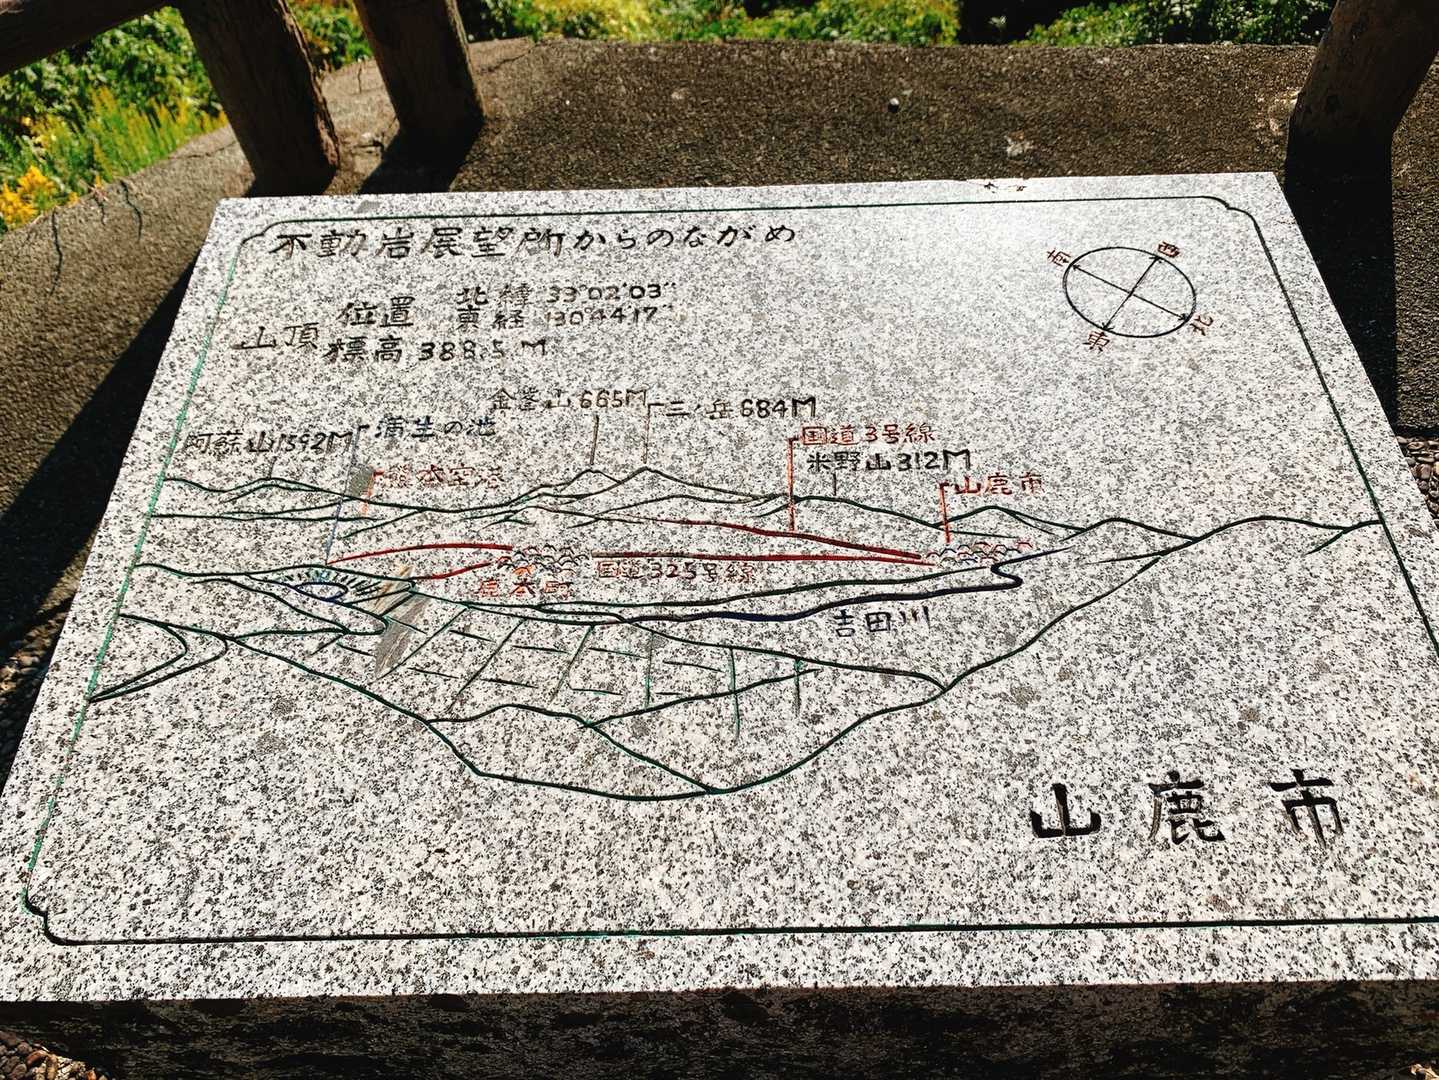 不動岩展望所からのながめ
南
西
東
北
位置 北緯 33°02'03"
東経 130°44'17"
山頂
標高 388.5M
金峯山 665M
三ノ岳 684M
阿蘇山 1592M
蒲生の池
国道3号線
米野山 312M
熊本空港
山鹿市
国道325号線
鹿本町
吉田川
山鹿市